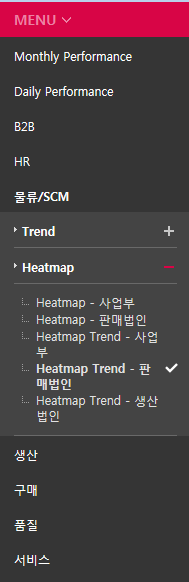 MENU
Monthly Performance
Daily Performance
B2B
HR
물류/SCM
Trend
Heatmap
Heatmap - 사업부
Heatmap - 판매법인
Heatmap Trend - 사업
부
Heatmap Trend - 판
매법인
Heatmap Trend - 생산
법인
생산
구매
품질
서비스